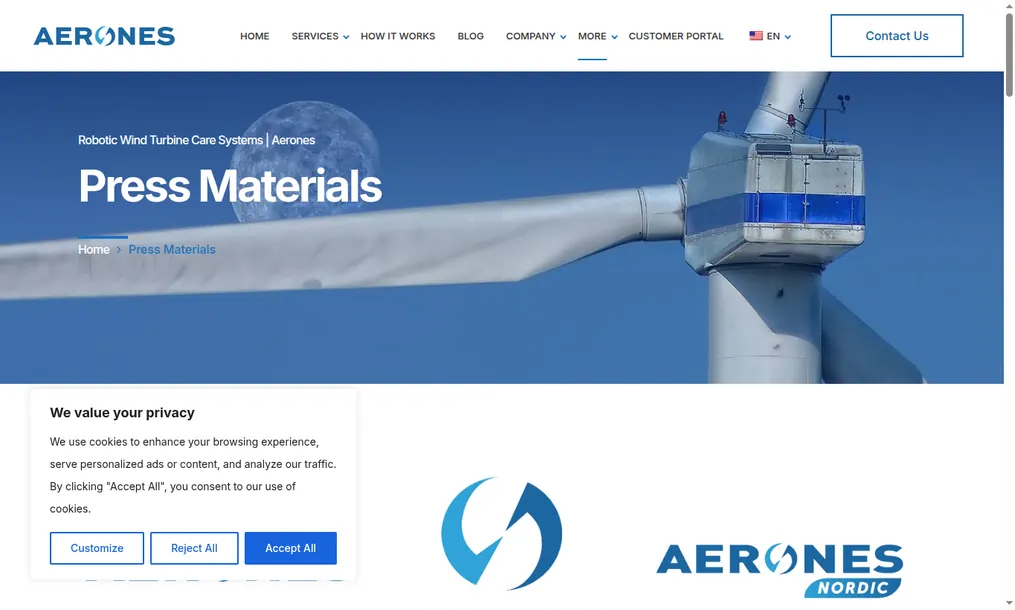 AERONES
HOME
SERVICES
HOW IT WORKS
BLOG
COMPANY
MORE
CUSTOMER PORTAL
EN
Contact Us
Robotic Wind Turbine Care Systems | Aerones
Press Materials
Home > Press Materials
We value your privacy
We use cookies to enhance your browsing experience,
serve personalized ads or content, and analyze our traffic.
By clicking "Accept All", you consent to our use of
cookies.
Customize
Reject All
Accept All
AERONES
NORDIC